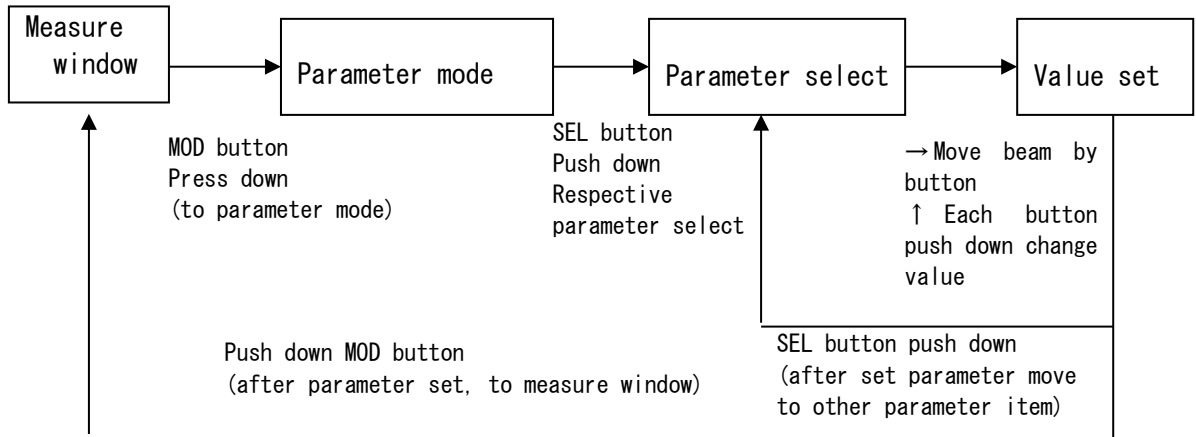 Measure
window
Parameter mode
Parameter select
Value set
MOD button
Press down
(to parameter mode)
SEL button
Push down
Respective
parameter select
→Move beam by
button
↑ Each button
push down change
value
Push down MOD button
(after parameter set, to measure window)
SEL button push down
(after set parameter move
to other parameter item)